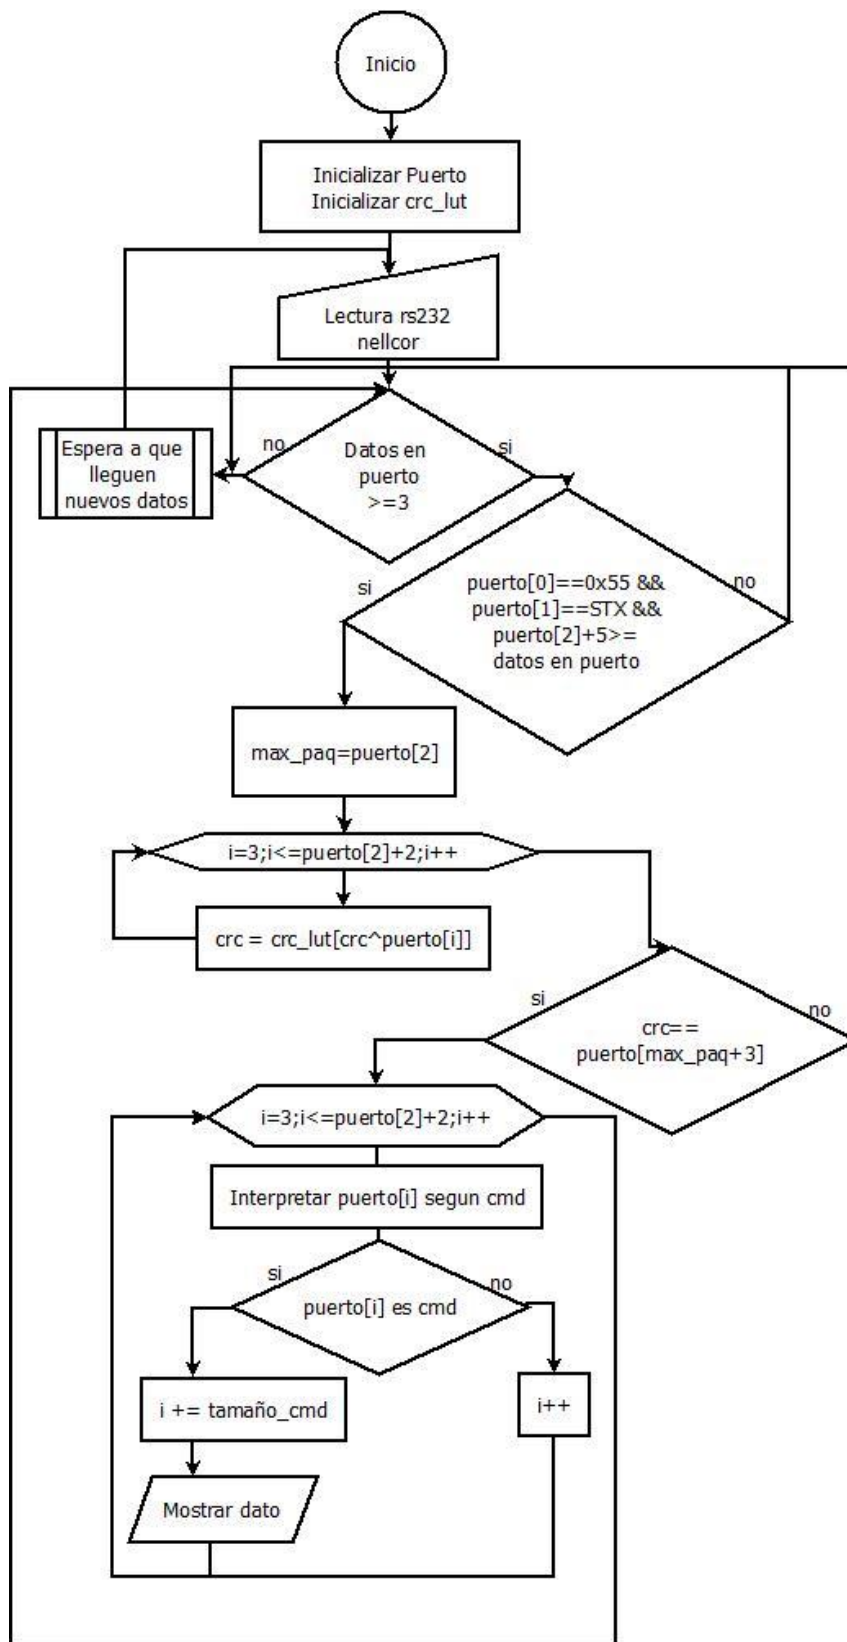 Inicio
Inicializar Puerto
Inicializar crc_lut
Lectura rs232
nellcor
Espera a que
lleguen
nuevos datos
no
Datos en
puerto
>=3
si
si
puerto[0]==0x55 &&
puerto[1]==STX &&
puerto[2]+5>=
datos en puerto
no
max_paq=puerto[2]
i=3;i<=puerto[2]+2;i++
crc = crc_lut[crc^puerto[i]]
si
crc==
puerto[max_paq+3]
no
i=3;i<=puerto[2]+2;i++
Interpretar puerto[i] segun cmd
si
puerto[i] es cmd
no
i += tamaño_cmd
i++
Mostrar dato